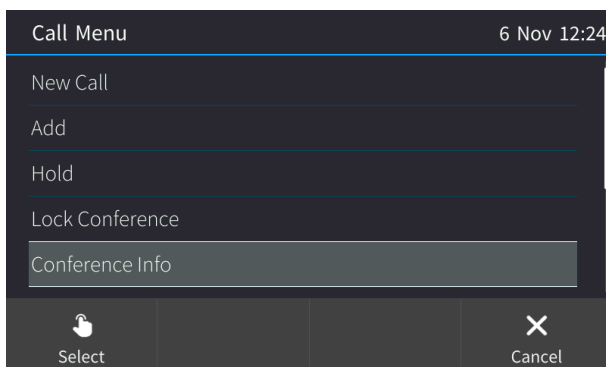 Call Menu 6 Nov 12:24
New Call
Add
Hold
Lock Conference
Conference Info
Select Cancel